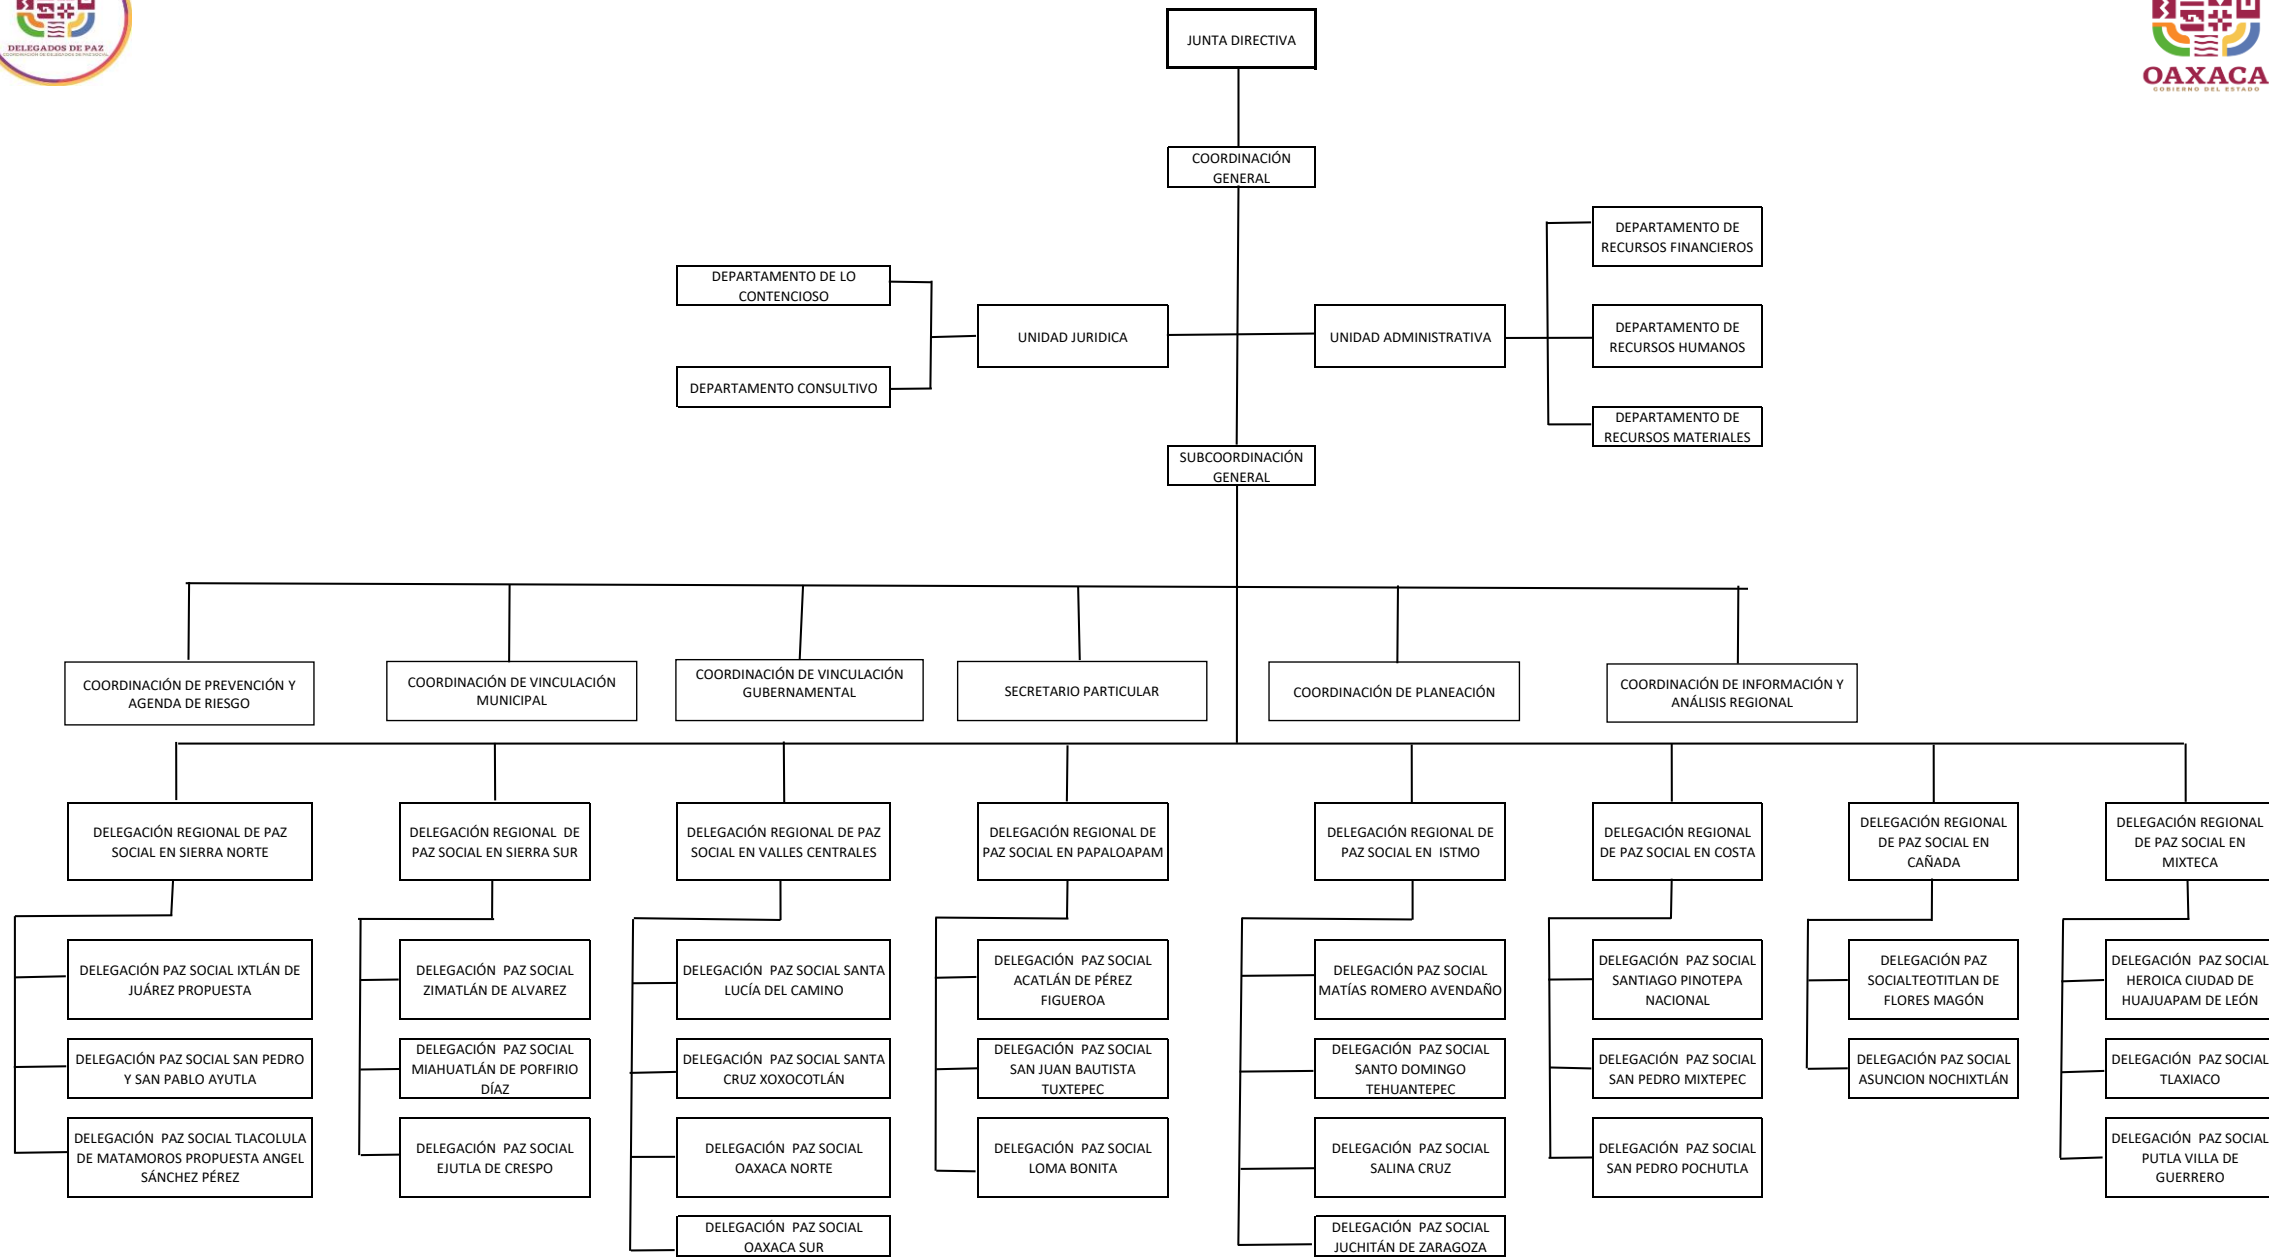 DELEGADOS DE PAZ
COORDINACIÓN DE DELEGADOS DE PAZ SOCIAL
OAXACA
GOBIERNO DEL ESTADO
JUNTA DIRECTIVA
COORDINACIÓN
GENERAL
DEPARTAMENTO DE
RECURSOS FINANCIEROS
DEPARTAMENTO DE LO
CONTENCIOSO
UNIDAD JURIDICA
UNIDAD ADMINISTRATIVA
DEPARTAMENTO DE
RECURSOS HUMANOS
DEPARTAMENTO CONSULTIVO
DEPARTAMENTO DE
RECURSOS MATERIALES
SUBCOORDINACIÓN
GENERAL
COORDINACIÓN DE PREVENCIÓN Y
AGENDA DE RIESGO
COORDINACIÓN DE VINCULACIÓN
MUNICIPAL
COORDINACIÓN DE VINCULACIÓN
GUBERNAMENTAL
SECRETARIO PARTICULAR
COORDINACIÓN DE PLANEACIÓN
COORDINACIÓN DE INFORMACIÓN Y
ANÁLISIS REGIONAL
DELEGACIÓN REGIONAL DE PAZ
SOCIAL EN SIERRA NORTE
DELEGACIÓN REGIONAL  DE
PAZ SOCIAL EN SIERRA SUR
DELEGACIÓN REGIONAL DE PAZ
SOCIAL EN VALLES CENTRALES
DELEGACIÓN REGIONAL DE
PAZ SOCIAL EN PAPALOAPAM
DELEGACIÓN REGIONAL DE
PAZ SOCIAL EN  ISTMO
DELEGACIÓN REGIONAL
DE PAZ SOCIAL EN COSTA
DELEGACIÓN REGIONAL
DE PAZ SOCIAL EN
CAÑADA
DELEGACIÓN REGIONAL
DE PAZ SOCIAL EN
MIXTECA
DELEGACIÓN PAZ SOCIAL IXTLÁN DE
JUÁREZ PROPUESTA
DELEGACIÓN  PAZ SOCIAL
ZIMATLÁN DE ALVAREZ
DELEGACIÓN  PAZ SOCIAL SANTA
LUCÍA DEL CAMINO
DELEGACIÓN  PAZ SOCIAL
ACATLÁN DE PÉREZ
FIGUEROA
DELEGACIÓN PAZ SOCIAL
MATÍAS ROMERO AVENDAÑO
DELEGACIÓN  PAZ SOCIAL
SANTIAGO PINOTEPA
NACIONAL
DELEGACIÓN PAZ
SOCIALTEOTITLAN DE
FLORES MAGÓN
DELEGACIÓN  PAZ SOCIAL
HEROICA CIUDAD DE
HUAJUAPAM DE LEÓN
DELEGACIÓN PAZ SOCIAL SAN PEDRO
Y SAN PABLO AYUTLA
DELEGACIÓN  PAZ SOCIAL
MIAHUATLÁN DE PORFIRIO
DÍAZ
DELEGACIÓN  PAZ SOCIAL SANTA
CRUZ XOXOCOTLÁN
DELEGACIÓN  PAZ SOCIAL
SAN JUAN BAUTISTA
TUXTEPEC
DELEGACIÓN  PAZ SOCIAL
SANTO DOMINGO
TEHUANTEPEC
DELEGACIÓN  PAZ SOCIAL
SAN PEDRO MIXTEPEC
DELEGACIÓN PAZ SOCIAL
ASUNCION NOCHIXTLÁN
DELEGACIÓN  PAZ SOCIAL
TLAXIACO
DELEGACIÓN  PAZ SOCIAL TLACOLULA
DE MATAMOROS PROPUESTA ANGEL
SÁNCHEZ PÉREZ
DELEGACIÓN  PAZ SOCIAL
EJUTLA DE CRESPO
DELEGACIÓN  PAZ SOCIAL
OAXACA NORTE
DELEGACIÓN  PAZ SOCIAL
LOMA BONITA
DELEGACIÓN  PAZ SOCIAL
SALINA CRUZ
DELEGACIÓN  PAZ SOCIAL
SAN PEDRO POCHUTLA
DELEGACIÓN  PAZ SOCIAL
PUTLA VILLA DE
GUERRERO
DELEGACIÓN  PAZ SOCIAL
OAXACA SUR
DELEGACIÓN  PAZ SOCIAL
JUCHITÁN DE ZARAGOZA